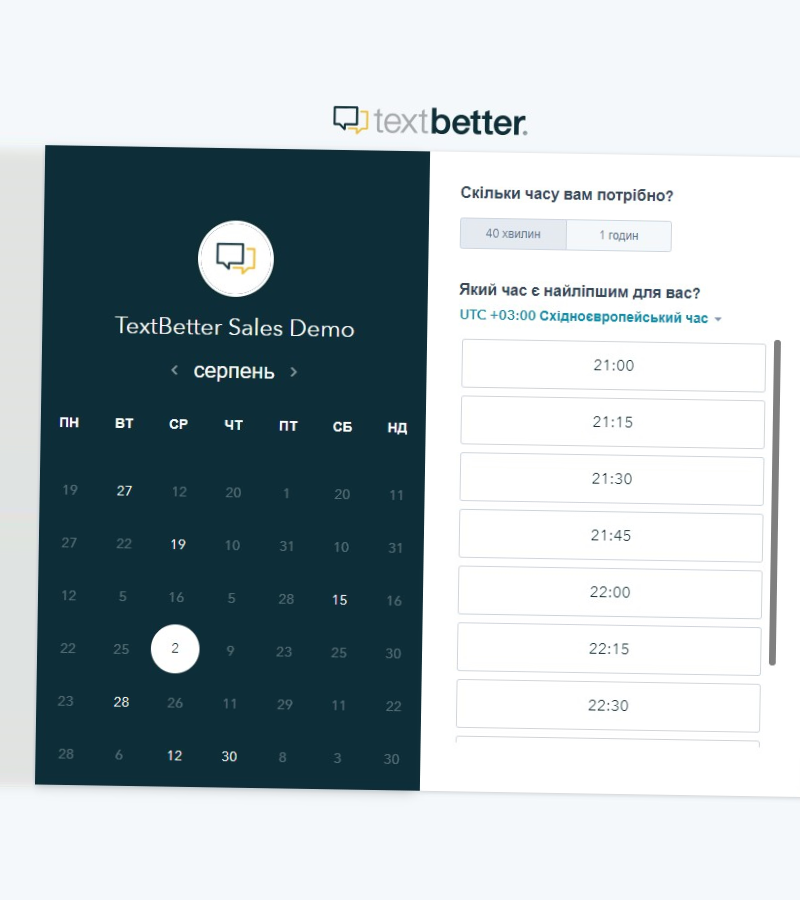 textbetter.
TextBetter Sales Demo
< серпень >
ПН ВТ СР ЧТ ПТ СБ НД
19 27 12 20 1 20 11
27 22 19 10 31 10 31
12 5 16 5 28 15 16
22 25 2 9 23 25 30
23 28 26 11 29 11 22
28 6 12 30 8 3 30
Скільки часу вам потрібно?
40 хвилин 1 годин
Який час є найліпшим для вас?
UTC +03:00 Східноєвропейський час
21:00
21:15
21:30
21:45
22:00
22:15
22:30